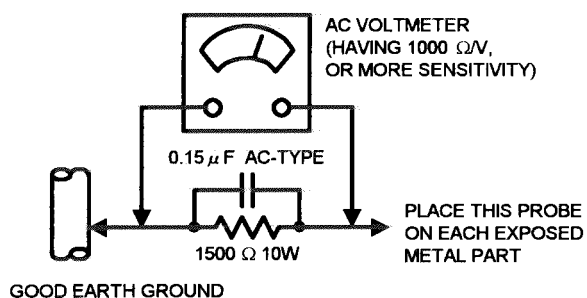 AC VOLTMETER
(HAVING 1000 Ω/V,
OR MORE SENSITIVITY)
0.15 μ F AC-TYPE
1500 Ω 10W
PLACE THIS PROBE
ON EACH EXPOSED
METAL PART
GOOD EARTH GROUND